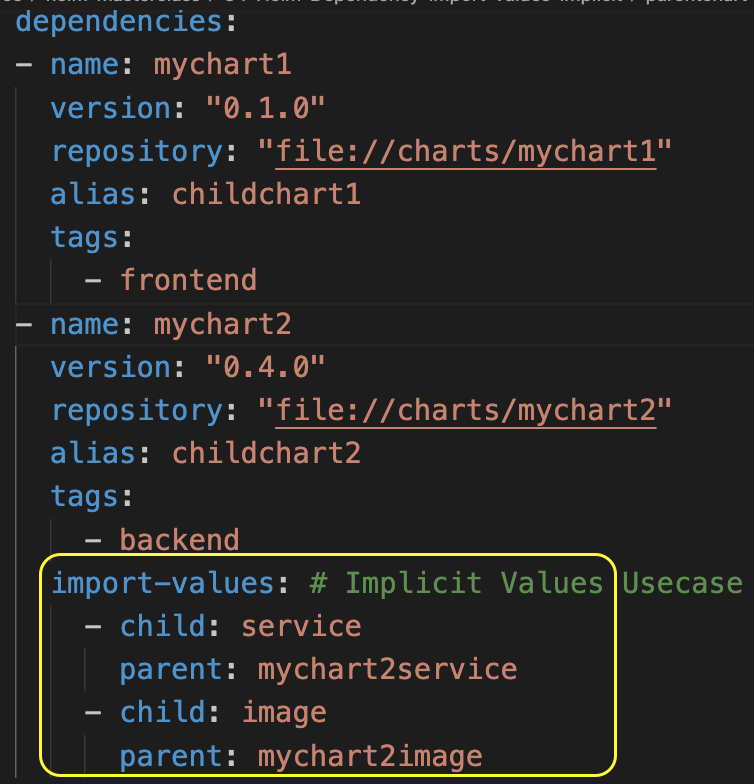 dependencies:
- name: mychart1
version: "0.1.0"
repository: "file://charts/mychart1"
alias: childchart1
tags:
- frontend
- name: mychart2
version: "0.4.0"
repository: "file://charts/mychart2"
alias: childchart2
tags:
- backend
import-values: # Implicit Values Usecase
- child: service
parent: mychart2service
- child: image
parent: mychart2image